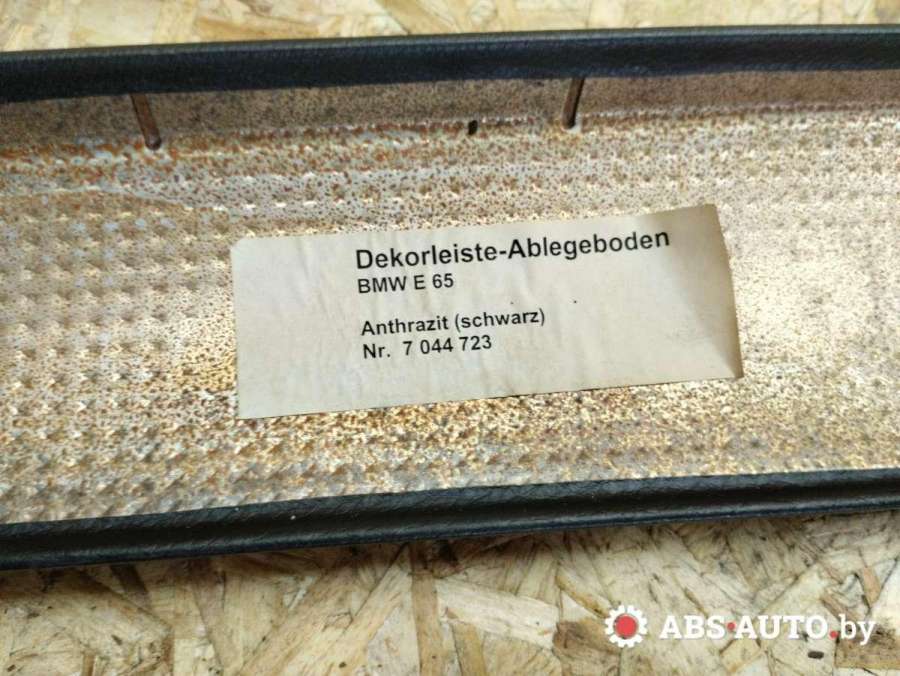 Dekorleiste-Ablegeboden
BMW E 65
Anthrazit (schwarz)
Nr. 7 044 723
ABS-AUTO.by